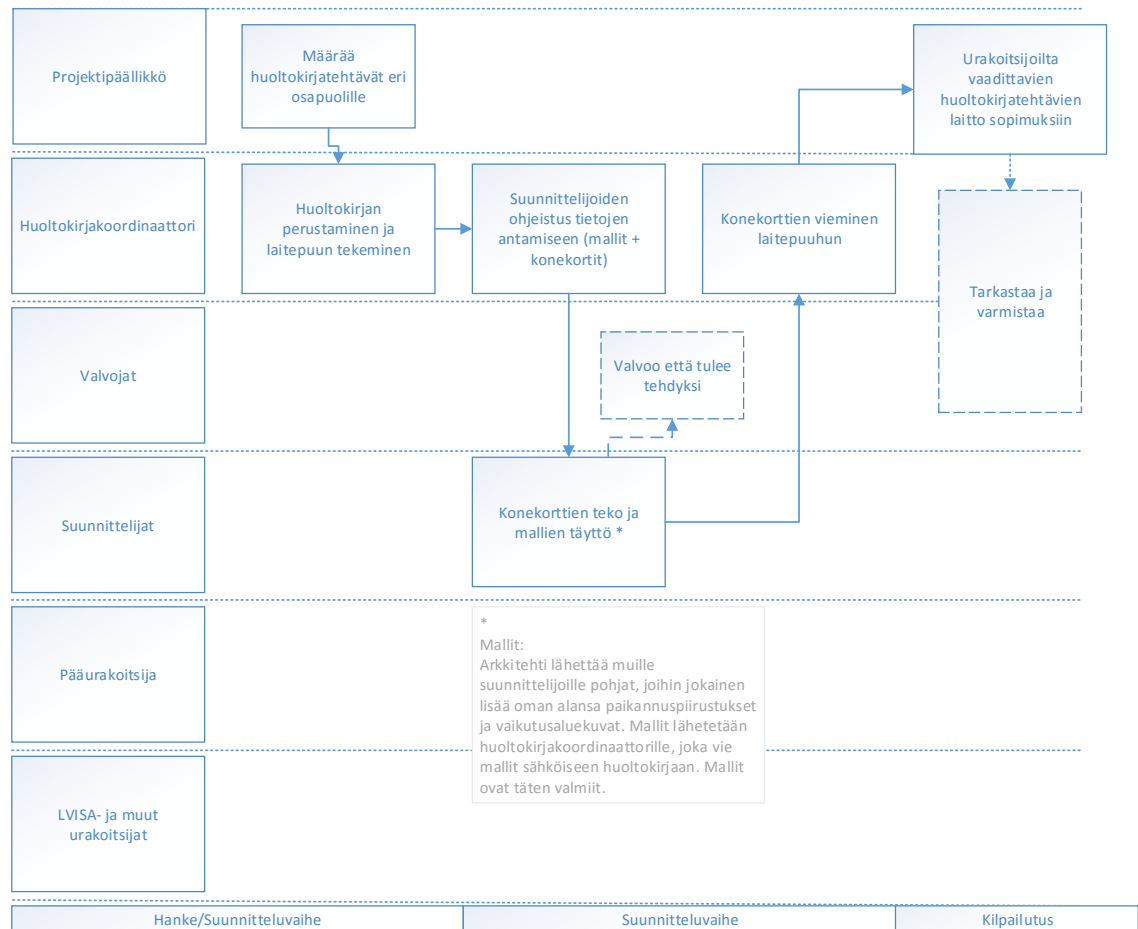 Projektipäällikkö
Määrää
huoltokirjatehtävät eri
osapuolille
Urakoitsijoilta
vaadittavien
huoltokirjatehtävien
laitto sopimuksiin
Huoltokirjakoordinaattori
Huoltokirjan
perustaminen ja
laitepuun tekeminen
Suunnittelijoiden
ohjeistus tietojen
antamiseen (mallit +
konekortit)
Konekorttien vieminen
laitepuuhun
Tarkastaa ja
varmistaa
Valvojat
Valvoo että tulee
tehdyksi
Suunnittelijat
Konekorttien teko ja
mallien täyttö *
Pääurakoitsija
*
Mallit:
Arkkitehti lähettää muille
suunnittelijoille pohjat, joihin jokainen
lisää oman alansa paikannuspiirustukset
ja vaikutusaluekuvat. Mallit lähetetään
huoltokirjakoordinaattorille, joka vie
mallit sähköiseen huoltokirjaan. Mallit
ovat täten valmiit.
LVISA- ja muut
urakoitsijat
Hanke/Suunnitteluvaihe
Suunnitteluvaihe
Kilpailutus